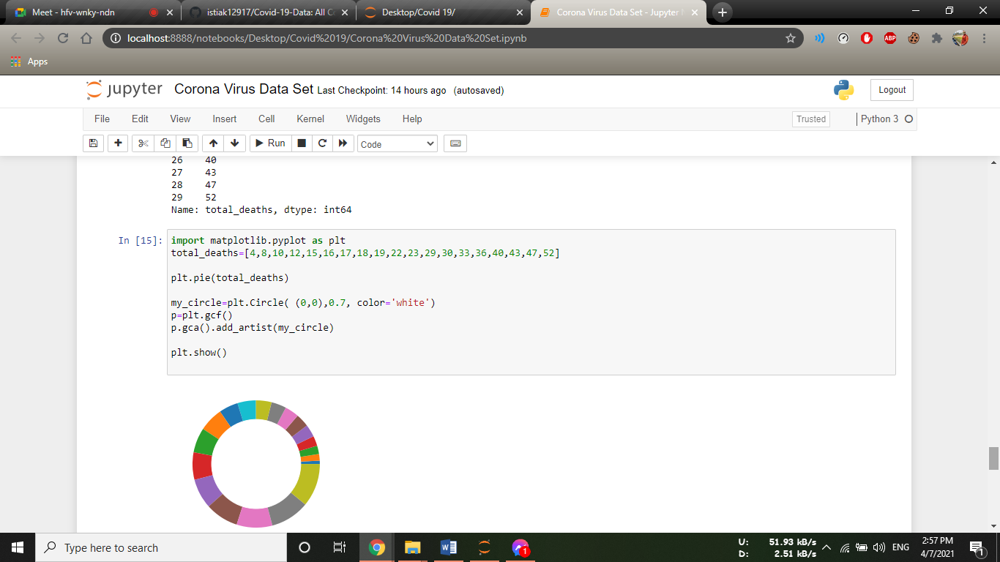 Meet - hfv-wnky-ndn
istiak12917/Covid-19-Data: All Co
Desktop/Covid 19/
Corona Virus Data Set - Jupyter
localhost:8888/notebooks/Desktop/Covid%2019/Corona%20Virus%20Data%20Set.ipynb
ABP
Apps
jupyter Corona Virus Data Set Last Checkpoint: 14 hours ago (autosaved)
Logout
File Edit View Insert Cell Kernel Widgets Help
Trusted
Python 3
Run
Code
26 40
27 43
28 47
29 52
Name: total_deaths, dtype: int64
In [15]:
import matplotlib.pyplot as plt
total_deaths=[4,8,10,12,15,16,17,18,19,22,23,29,30,33,36,40,43,47,52]
plt.pie(total_deaths)
my_circle=plt.Circle( (0,0),0.7, color='white')
p=plt.gcf()
p.gca().add_artist(my_circle)
plt.show()
Type here to search
1
U: 51.93 kB/s
D: 2.51 kB/s
ENG
2:57 PM
4/7/2021
1